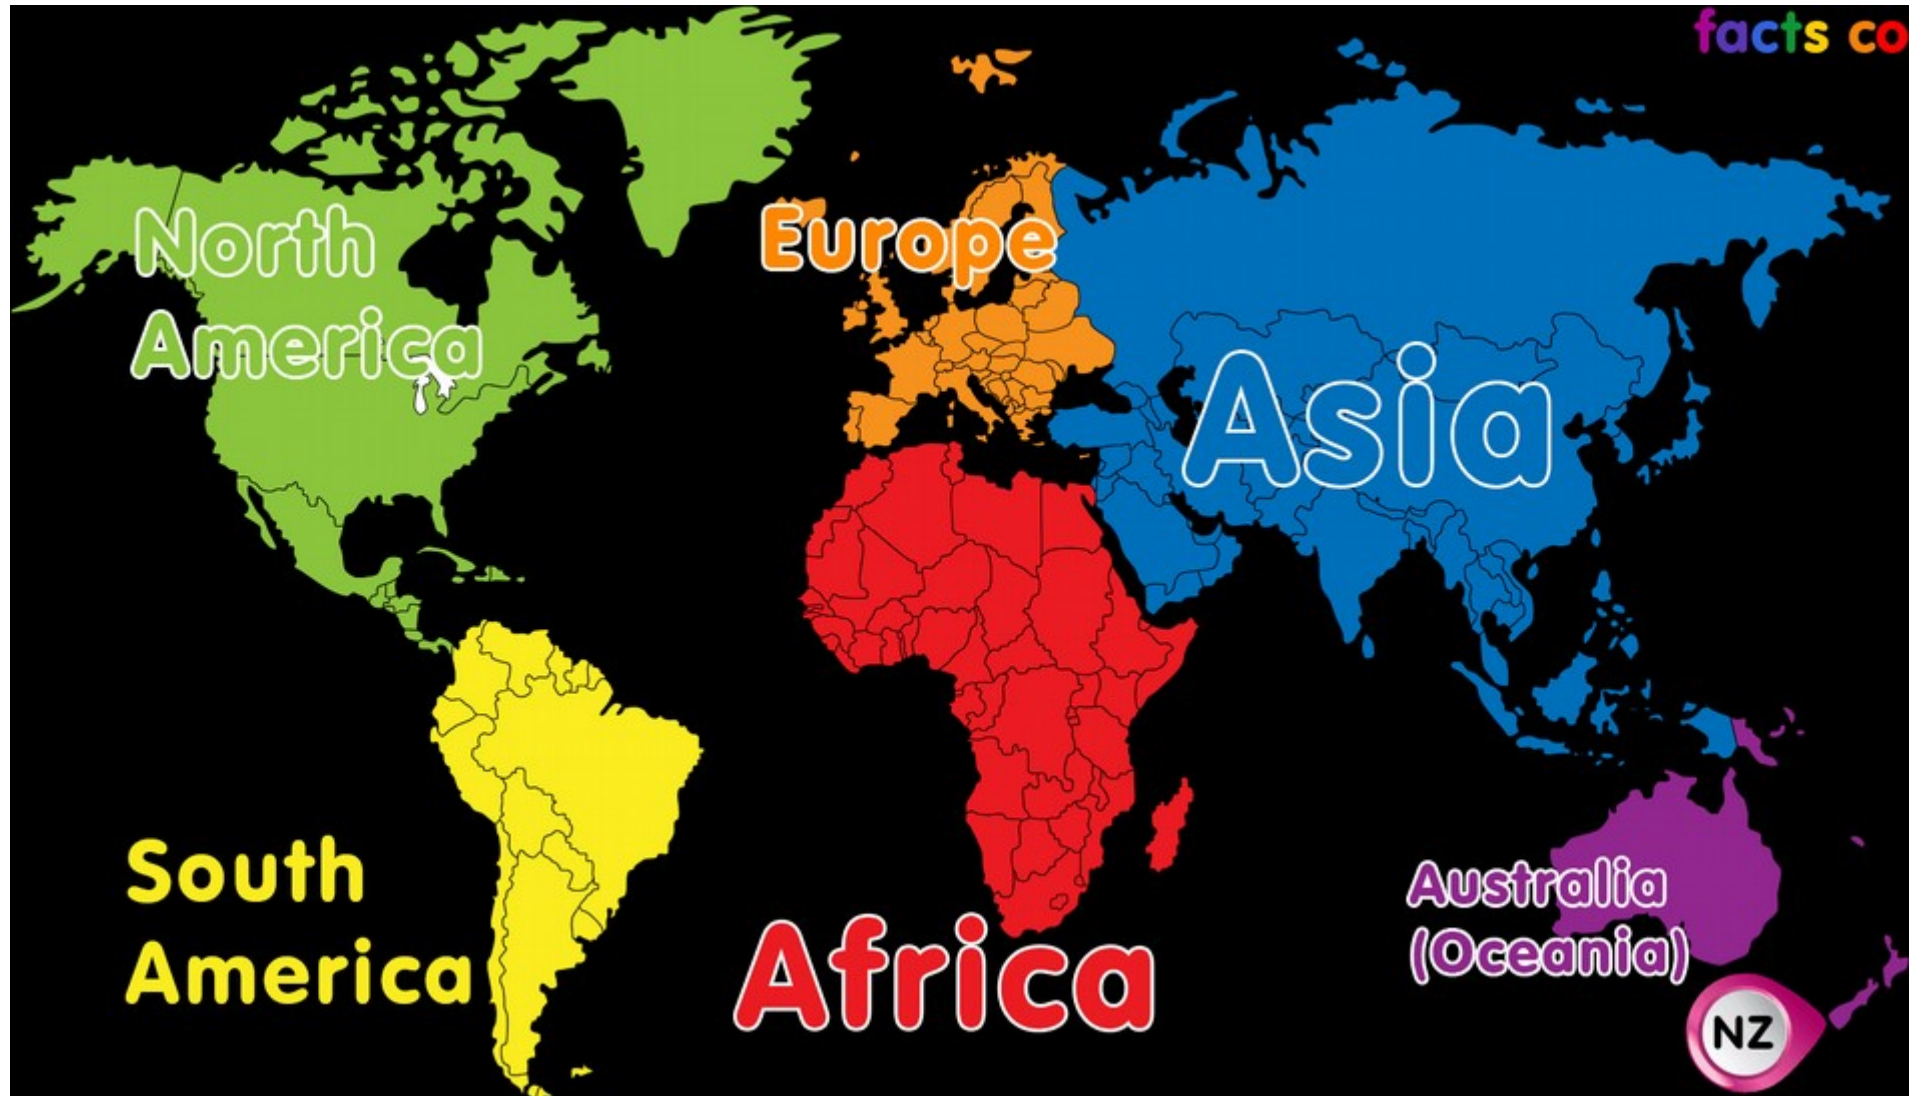 facts co
North
America
Europe
Asia
South
America
Africa
Australia
(Oceania)
NZ